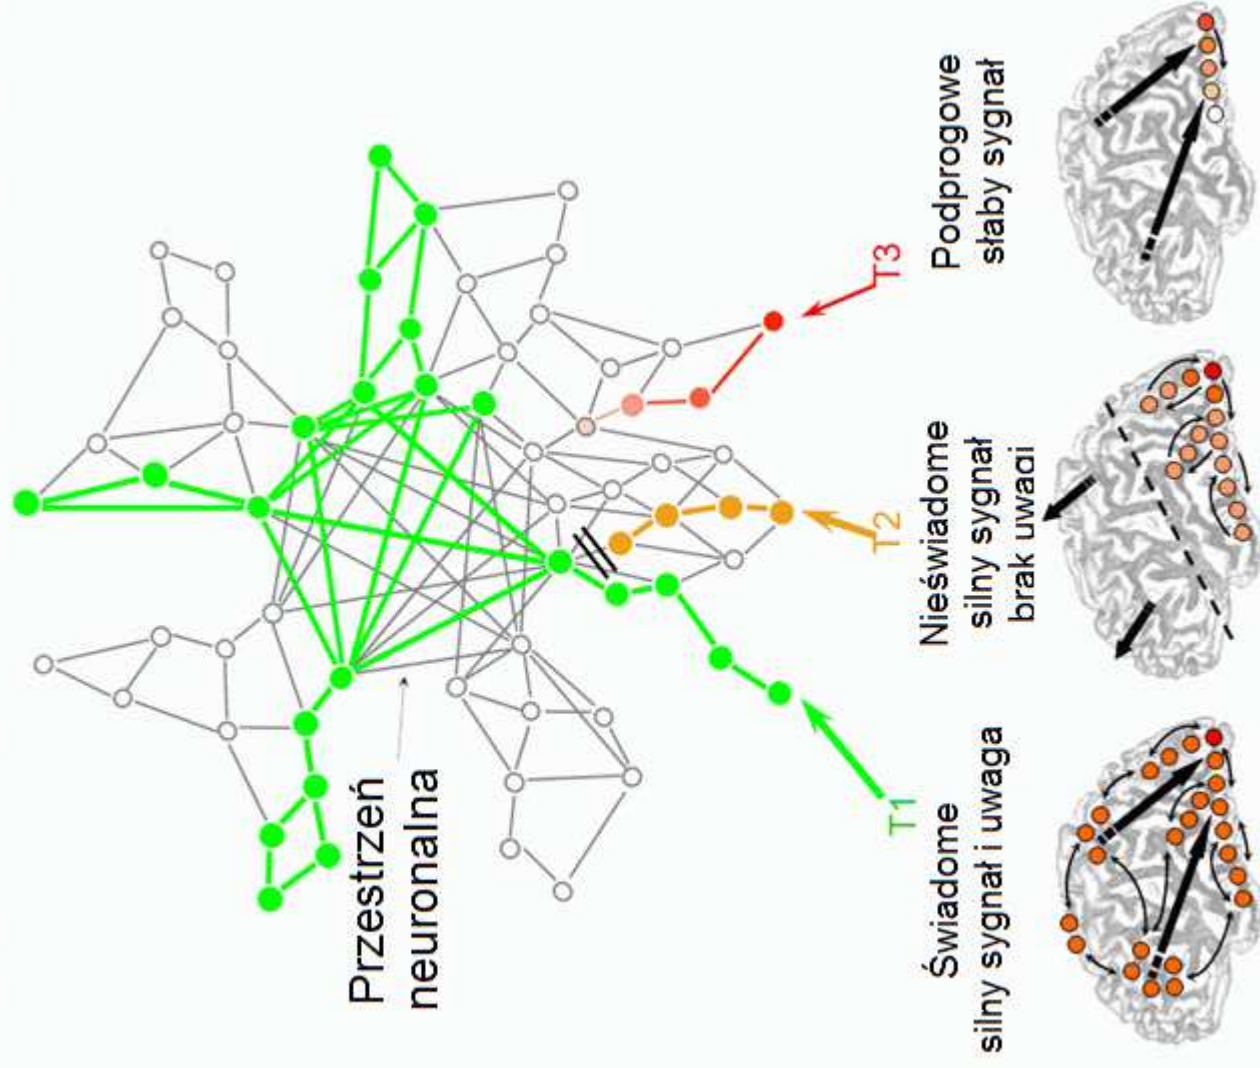 Przestrzeń
neuronalna
T1
T2
T3
Świadome
silny sygnał i uwaga
Nieświadome
silny sygnał
brak uwagi
Podprogowe
słaby sygnał